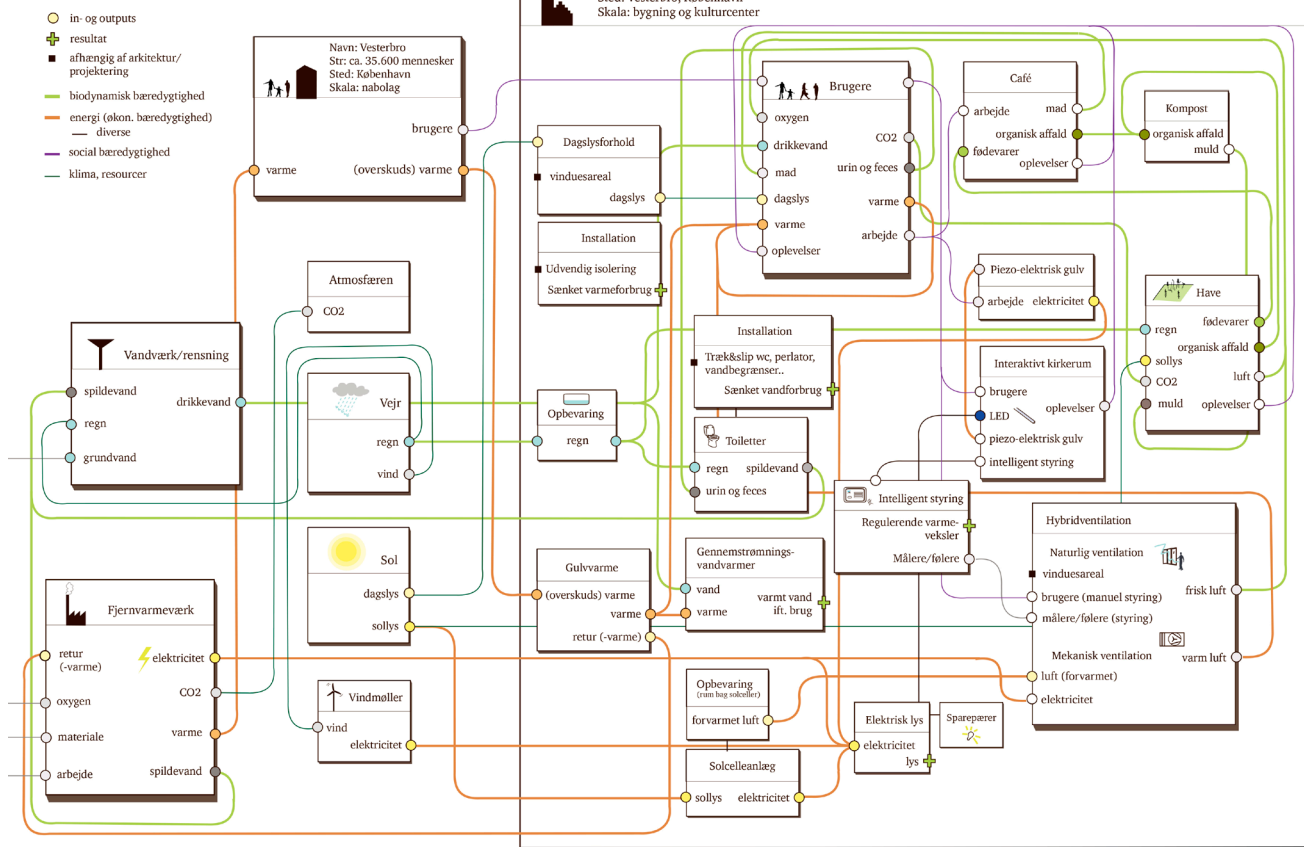 Sted: Vesterbro, København
Skala: bygning og kulturcenter
in- og outputs
resultat
afhængig af arkitektur/
projektering
biodynamisk bæredygtighed
energi (økon. bæredygtighed)
diverse
social bæredygtighed
klima, resourcer
Navn: Vesterbro
Str: ca. 35.600 mennesker
Sted: København
Skala: nabolag
brugere
varme
(overskuds) varme
Atmosfæren
CO2
Vandværk/rensning
spildevand
drikkevand
regn
grundvand
Vejr
regn
vind
Sol
dagslys
sollys
Fjernvarmeværk
retur
(-varme)
elektricitet
oxygen
CO2
materiale
varme
arbejde
spildevand
Vindmøller
vind
elektricitet
Dagslysforhold
vinduesareal
dagslys
Installation
Udvendig isolering
Sænket varmeforbrug
Opbevaring
regn
Gulvvarme
(overskuds) varme
varme
retur (-varme)
Brugere
oxygen
CO2
drikkevand
urin og feces
mad
dagslys
varme
varme
arbejde
oplevelser
Installation
Træk&slip wc, perlator,
vandbegrænser..
Sænket vandforbrug
Toiletter
regn
spildevand
urin og feces
Gennemstrømnings-
vandvarmer
vand
varmt vand
ift. brug
varme
Opbevaring
(rum bag solceller)
forvarmet luft
Solcelleanlæg
sollys
elektricitet
Café
arbejde
mad
organisk affald
fødevarer
oplevelser
Kompost
organisk affald
muld
Piezo-elektrisk gulv
arbejde
elektricitet
Interaktivt kirkerum
brugere
oplevelser
LED
piezo-elektrisk gulv
intelligent styring
Have
fødevarer
regn
organisk affald
sollys
CO2
luft
muld
oplevelser
Intelligent styring
Regulerende varme-
veksler
Målere/følere
Hybridventilation
Naturlig ventilation
vinduesareal
frisk luft
brugere (manuel styring)
målere/følere (styring)
Mekanisk ventilation
varm luft
luft (forvarmet)
elektricitet
Elektrisk lys
elektricitet
lys
Sparepærer